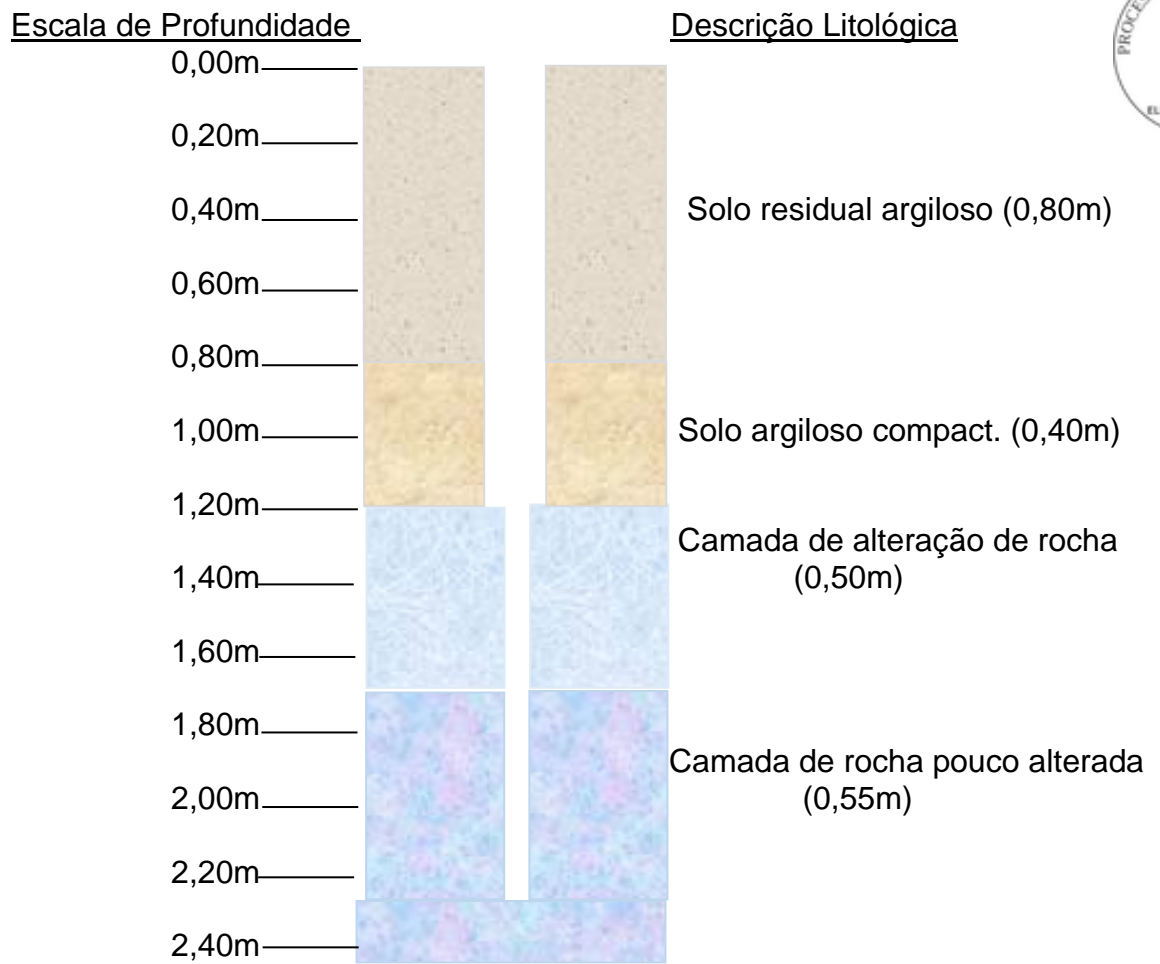 Escala de Profundidade
Descrição Litológica
0,00m
0,20m
0,40m
Solo residual argiloso (0,80m)
0,60m
0,80m
1,00m
Solo argiloso compact. (0,40m)
1,20m
Camada de alteração de rocha
(0,50m)
1,40m
1,60m
1,80m
Camada de rocha pouco alterada
(0,55m)
2,00m
2,20m
2,40m